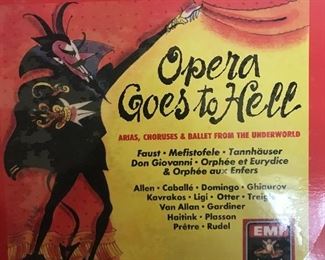 Opera
Goes to Hell
ARIAS, CHORUSES & BALLET FROM THE UNDERWORLD
Faust • Mefistofele • Tannhäuser
Don Giovanni • Orphée et Eurydice
& Orphée aux Enfers
Allen • Caballé • Domingo • Ghiaurov
Kavrakos • Ligi • Otter • Treigle
Van Allan • Gardiner
Haitink • Plasson
Prêtre • Rudel
EMI